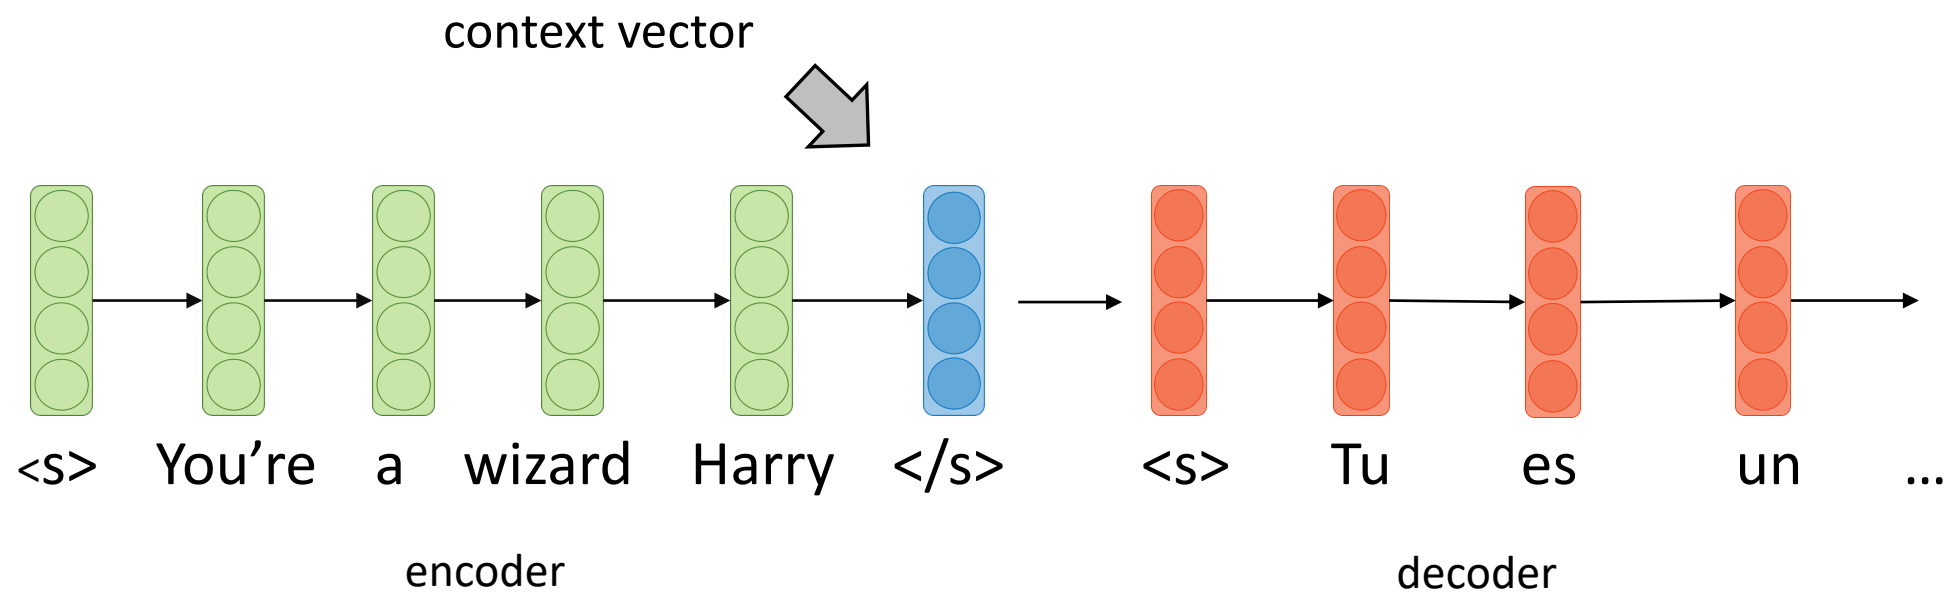 context vector
<s> You’re a wizard Harry </s> <s> Tu es un ...
encoder decoder